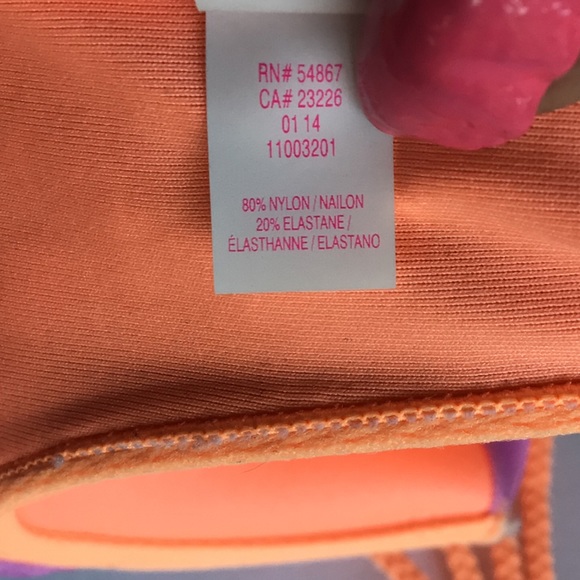 RN# 54867
CA# 23226
01 14
11003201
80% NYLON / NAILON
20% ELASTANE /
ÉLASTHANNE / ELASTANO